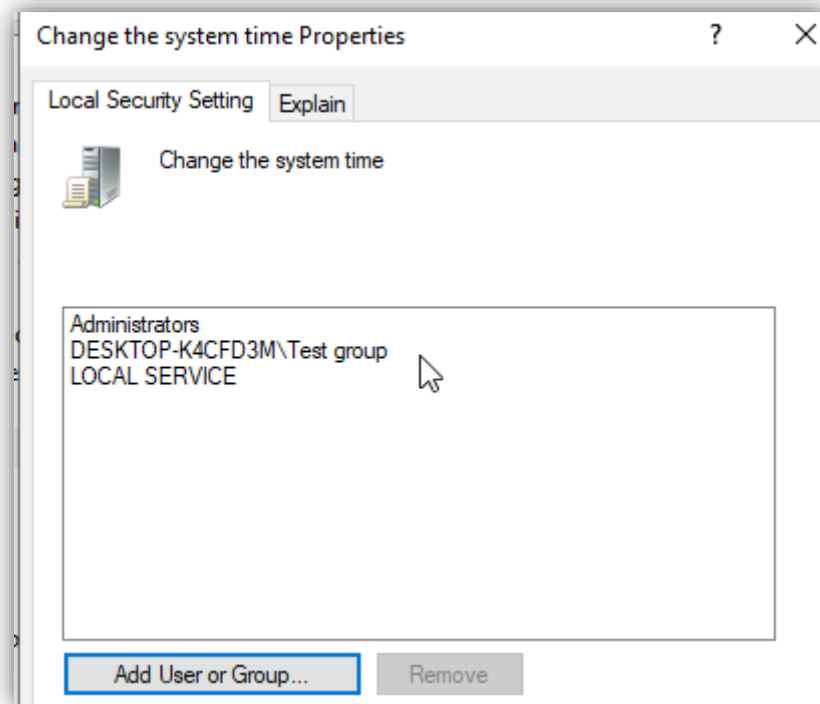 Change the system time Properties
?
Local Security Setting
Explain
Change the system time
Administrators
DESKTOP-K4CFD3M\Test group
LOCAL SERVICE
Add User or Group...
Remove